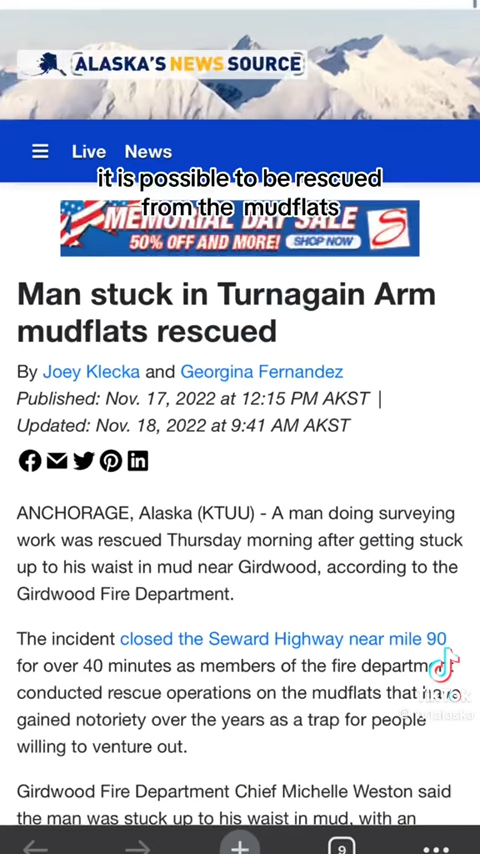 ALASKA'S NEWS SOURCE
Live News
it is possible to be rescued
from the mudflats
MEMORIAL DAY SALE
50% OFF AND MORE! SHOP NOW S
Man stuck in Turnagain Arm
mudflats rescued
By Joey Klecka and Georgina Fernandez
Published: Nov. 17, 2022 at 12:15 PM AKST |
Updated: Nov. 18, 2022 at 9:41 AM AKST
ANCHORAGE, Alaska (KTUU) - A man doing surveying
work was rescued Thursday morning after getting stuck
up to his waist in mud near Girdwood, according to the
Girdwood Fire Department.
The incident closed the Seward Highway near mile 90
for over 40 minutes as members of the fire department
conducted rescue operations on the mudflats that have
gained notoriety over the years as a trap for people
willing to venture out.
Girdwood Fire Department Chief Michelle Weston said
the man was stuck up to his waist in mud, with an
TikTok
9